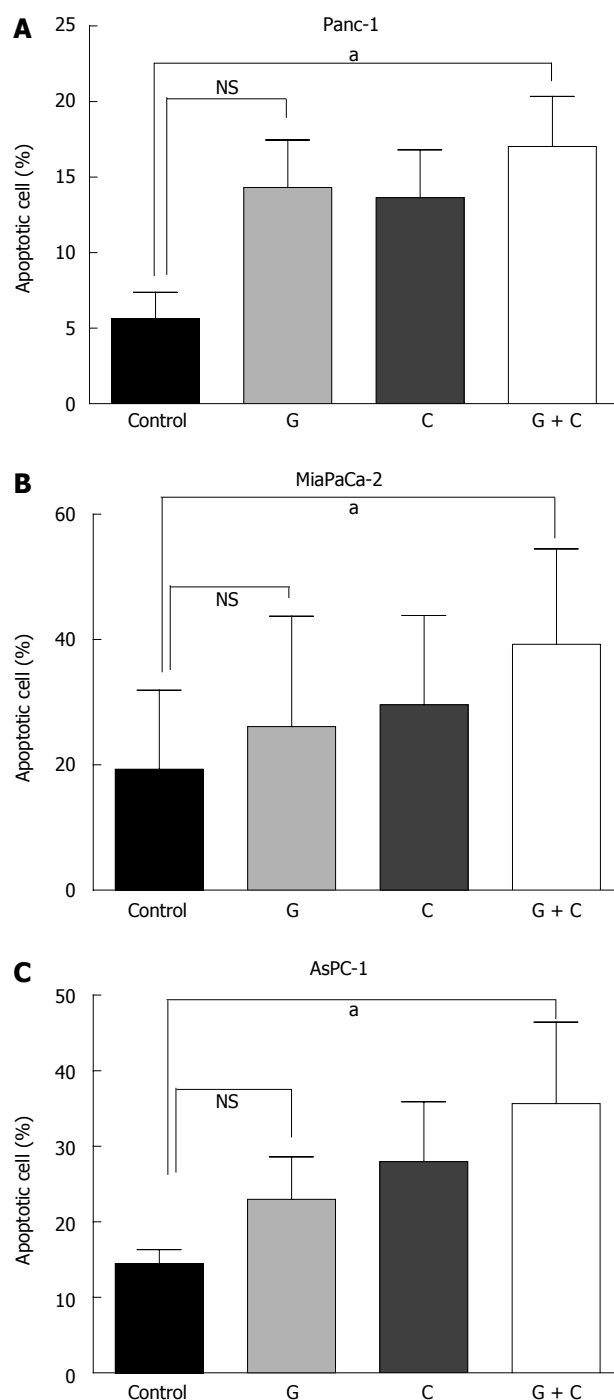 A
Panc-1
25
20
15
10
5
0
Apoptotic cell (%)
a
NS
Control G C G + C
B
MiaPaCa-2
60
40
20
0
Apoptotic cell (%)
a
NS
Control G C G + C
C
AsPC-1
50
40
30
20
10
0
Apoptotic cell (%)
a
NS
Control G C G + C